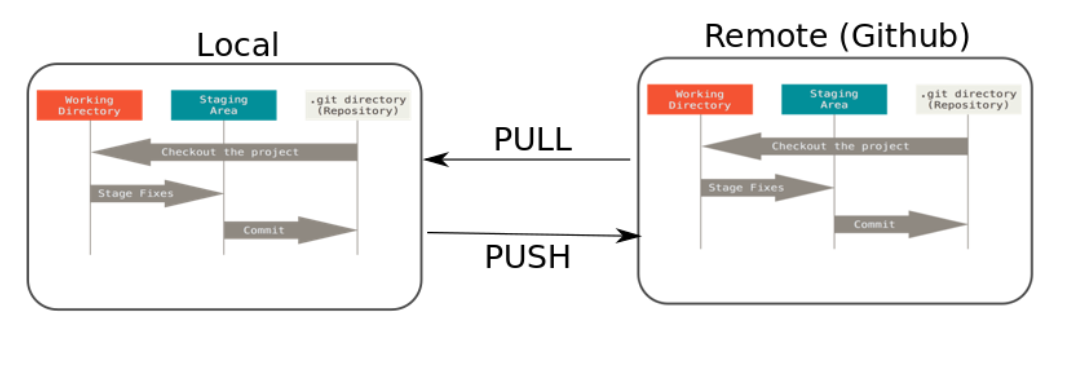 Local
Working
Directory
Staging
Area
.git directory
(Repository)
Checkout the project
Stage Fixes
Commit
PULL
PUSH
Remote (Github)
Working
Directory
Staging
Area
.git directory
(Repository)
Checkout the project
Stage Fixes
Commit